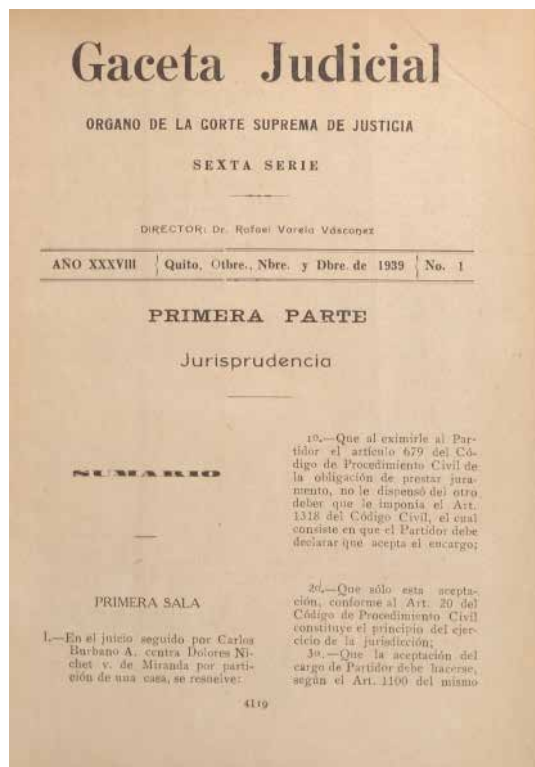 Gaceta Judicial
ORGANO DE LA CORTE SUPREMA DE JUSTICIA
SEXTA SERIE
DIRECTOR: Dr. Rafael Varela Váscónez
AÑO XXXVIII Quito, Otbre., Nbre. y Dbre. de 1939 No. 1
PRIMERA PARTE
Jurisprudencia
SUMARIO
PRIMERA SALA
I.—En el juicio seguido por Carlos
Burbano A. contra Dolores Ni-
chet v. de Miranda por parti-
ción de una casa, se resuelve:
1o.—Que al eximirle al Par-
tidor el artículo 679 del Có-
digo de Procedimiento Civil de
la obligación de prestar jura-
mento, no le dispensó del otro
deber que le imponía el Art.
1318 del Código Civil, el cual
consiste en que el Partidor debe
declarar que acepta el encargo;
2o.—Que sólo esta acepta-
ción, conforme al Art. 20 del
Código de Procedimiento Civil
constituye el principio del ejer-
cicio de la jurisdicción;
3o.—Que la aceptación del
cargo de Partidor debe hacerse,
según el Art. 1100 del mismo
4119